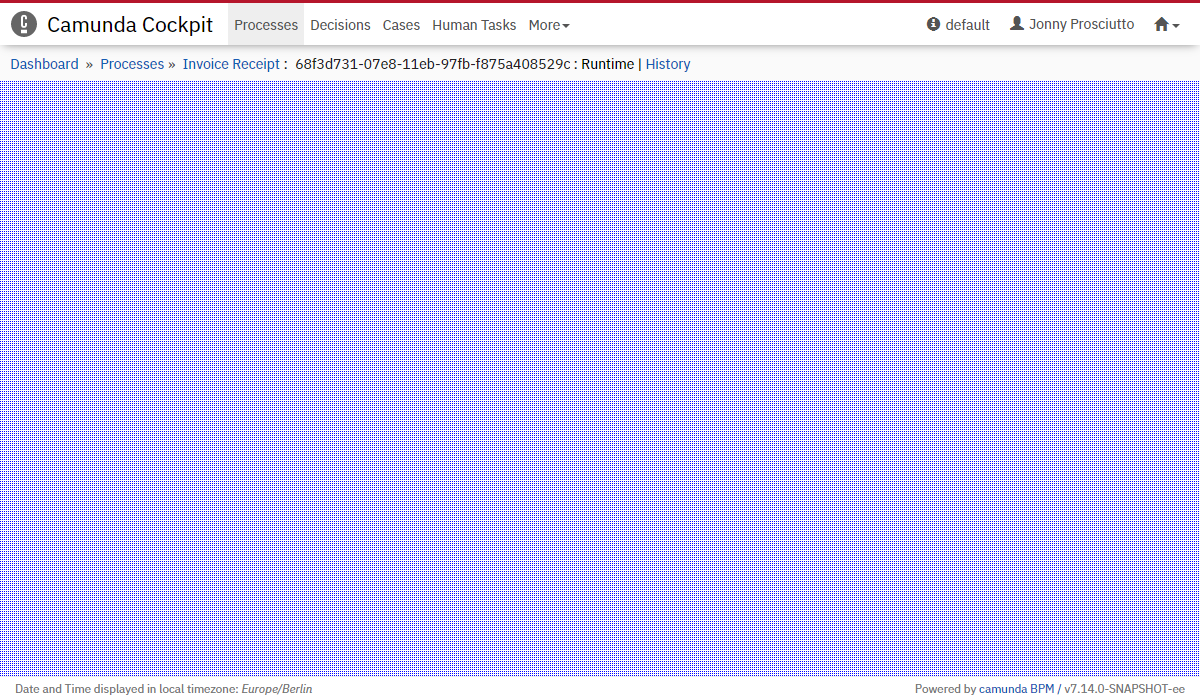 Camunda Cockpit Processes Decisions Cases Human Tasks More default Jonny Prosciutto
Dashboard » Processes » Invoice Receipt : 68f3d731-07e8-11eb-97fb-f875a408529c : Runtime | History
Date and Time displayed in local timezone: Europe/Berlin Powered by camunda BPM / v7.14.0-SNAPSHOT-ee